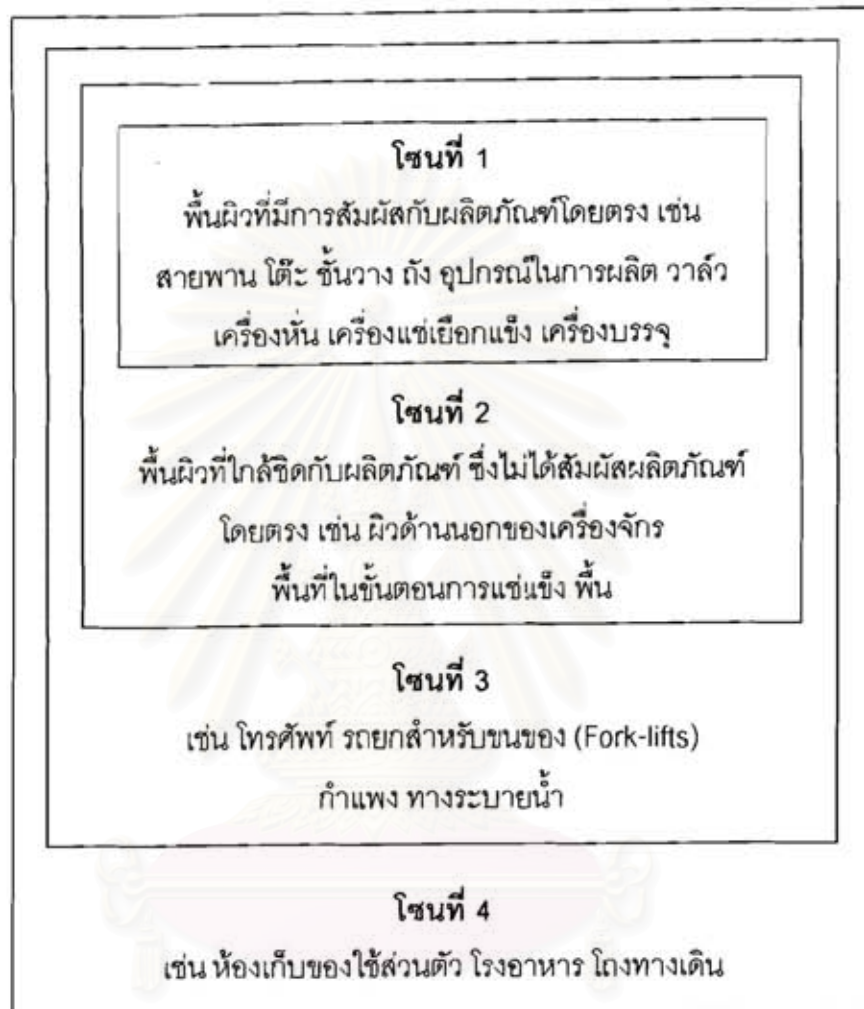 โซนที่ 1
พื้นผิวที่มีการสัมผัสกับผลิตภัณฑ์โดยตรง เช่น
สายพาน โต๊ะ ชั้นวาง ถัง อุปกรณ์ในการผลิต วาล์ว
เครื่องหั่น เครื่องแช่เยือกแข็ง เครื่องบรรจุ
โซนที่ 2
พื้นผิวที่ใกล้ชิดกับผลิตภัณฑ์ ซึ่งไม่ได้สัมผัสผลิตภัณฑ์
โดยตรง เช่น ผิวด้านนอกของเครื่องจักร
พื้นที่ในขั้นตอนการแช่แข็ง พื้น
โซนที่ 3
เช่น โทรศัพท์ รถยกสำหรับขนของ (Fork-lifts)
กำแพง ทางระบายน้ำ
โซนที่ 4
เช่น ห้องเก็บของใช้ส่วนตัว โรงอาหาร โถงทางเดิน